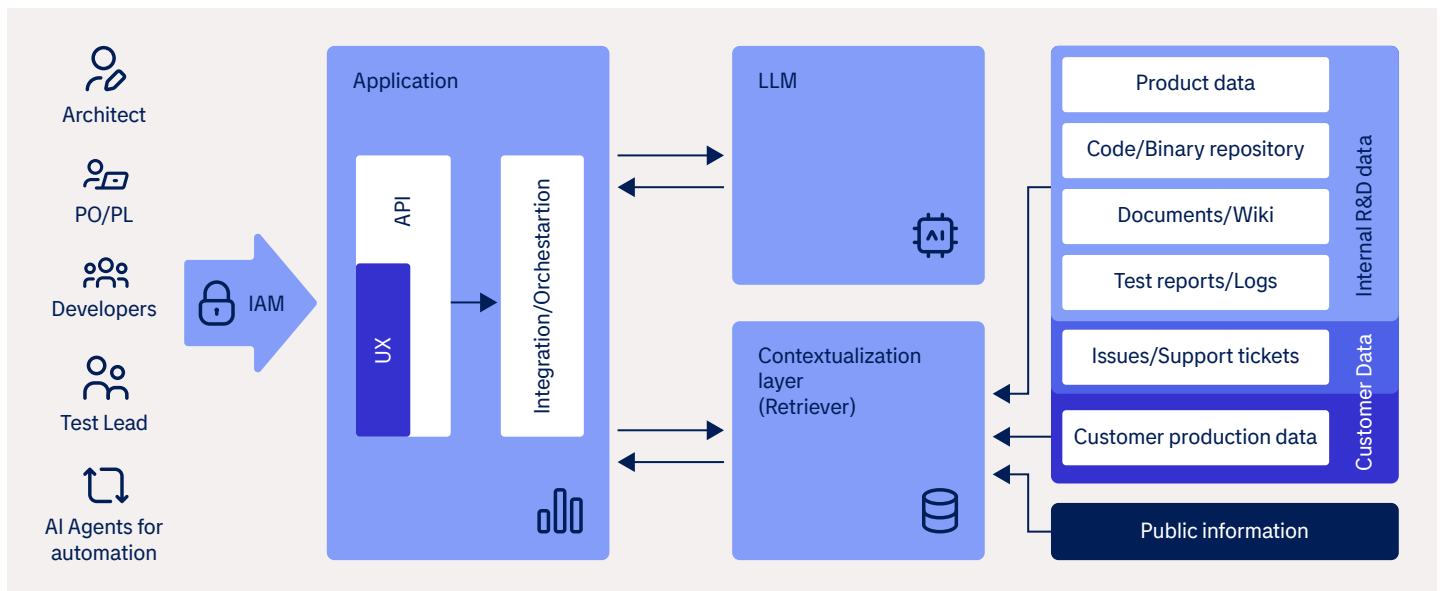 Architect
PO/PL
Developers
Test Lead
AI Agents for
automation
IAM
Application
API
UX
Integration/Orchestartion
LLM
AI
Contextualization
layer
(Retriever)
Product data
Code/Binary repository
Documents/Wiki
Test reports/Logs
Internal R&D data
Issues/Support tickets
Customer production data
Customer Data
Public information